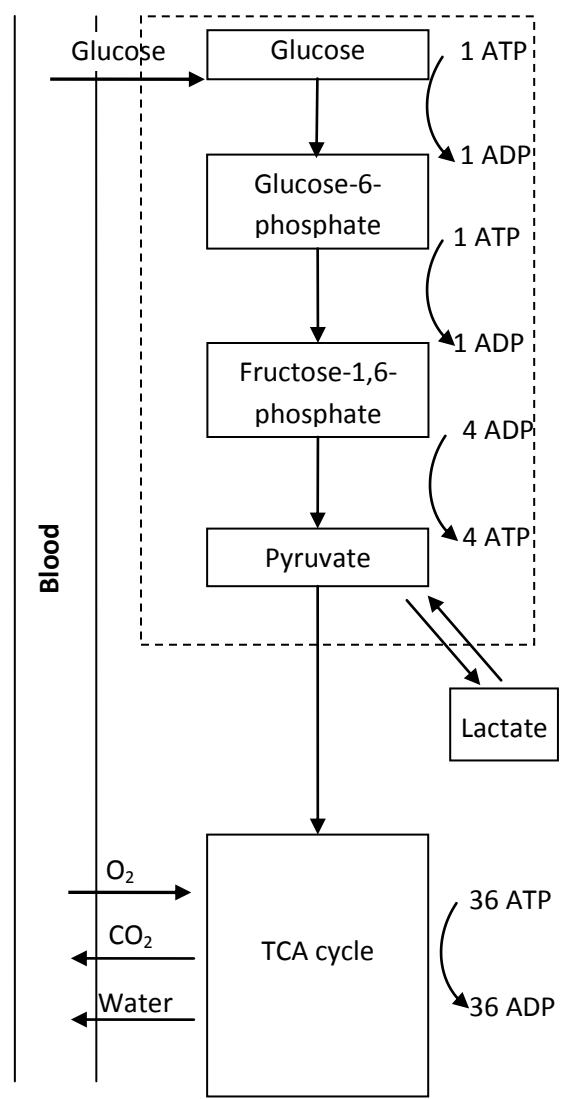 Glucose
Glucose
1 ATP
1 ADP
Glucose-6-
phosphate
1 ATP
1 ADP
Fructose-1,6-
phosphate
4 ADP
4 ATP
Pyruvate
Blood
Lactate
O₂
CO₂
Water
TCA cycle
36 ATP
36 ADP